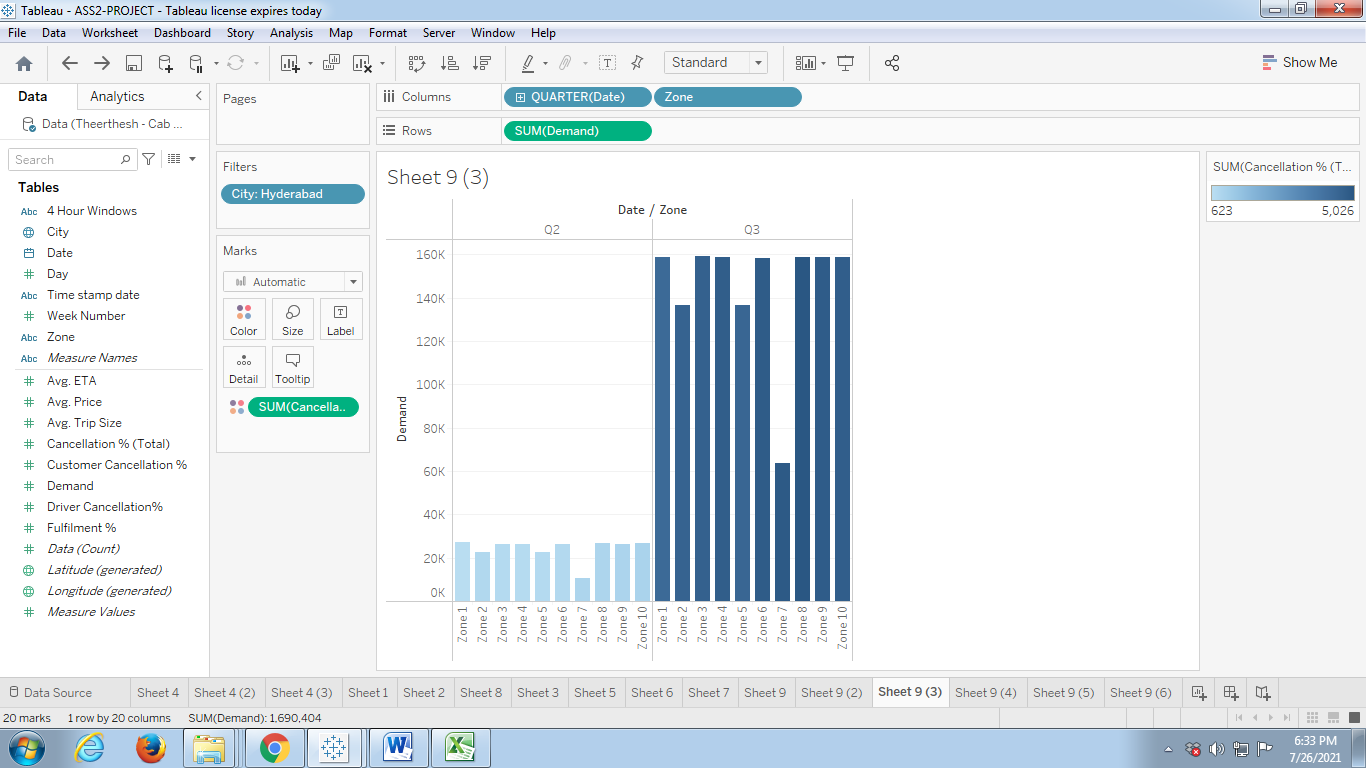 Tableau - ASS2-PROJECT - Tableau license expires today
File Data Worksheet Dashboard Story Analysis Map Format Server Window Help
Standard
Show Me
Data Analytics
Data (Theerthesh - Cab ...
Search
Tables
Abc 4 Hour Windows
City
Date
# Day
Abc Time stamp date
# Week Number
Abc Zone
Abc Measure Names
# Avg. ETA
# Avg. Price
# Avg. Trip Size
# Cancellation % (Total)
# Customer Cancellation %
# Demand
# Driver Cancellation%
# Fulfilment %
# Data (Count)
Latitude (generated)
Longitude (generated)
# Measure Values
Pages
Filters
City: Hyderabad
Marks
Automatic
Color Size Label
Detail Tooltip
SUM(Cancella..
Columns QUARTER(Date) Zone
Rows SUM(Demand)
Sheet 9 (3)
Date / Zone
Q2 Q3
Demand
160K
140K
120K
100K
80K
60K
40K
20K
0K
Zone 1 Zone 2 Zone 3 Zone 4 Zone 5 Zone 6 Zone 7 Zone 8 Zone 9 Zone 10 Zone 1 Zone 2 Zone 3 Zone 4 Zone 5 Zone 6 Zone 7 Zone 8 Zone 9 Zone 10
SUM(Cancellation % (T...
623 5,026
Data Source Sheet 4 Sheet 4 (2) Sheet 4 (3) Sheet 1 Sheet 2 Sheet 8 Sheet 3 Sheet 5 Sheet 6 Sheet 7 Sheet 9 Sheet 9 (2) Sheet 9 (3) Sheet 9 (4) Sheet 9 (5) Sheet 9 (6)
20 marks 1 row by 20 columns SUM(Demand): 1,690,404
6:33 PM
7/26/2021